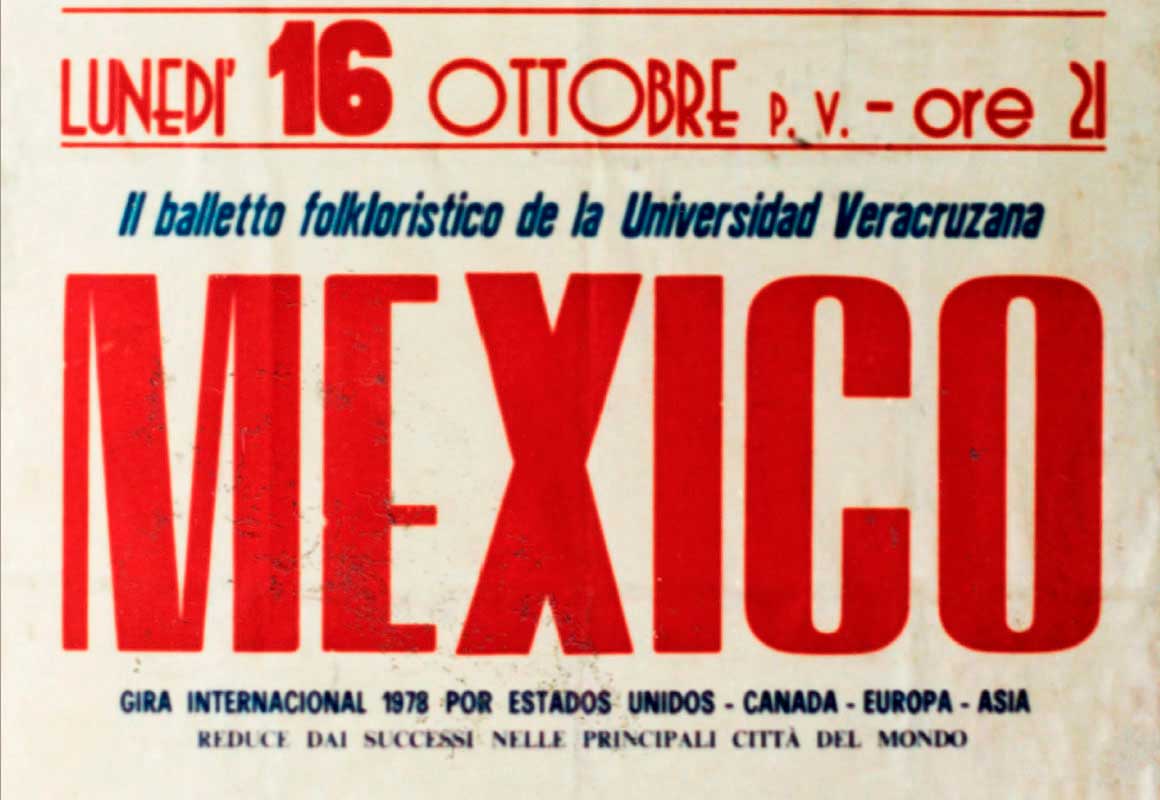 LUNEDI' 16 OTTOBRE P. V. - ore 21
Il balletto folkloristico de la Universidad Veracruzana
MEXICO
GIRA INTERNACIONAL 1978 POR ESTADOS UNIDOS - CANADA - EUROPA - ASIA
REDUCE DAI SUCCESSI NELLE PRINCIPALI CITTÀ DEL MONDO